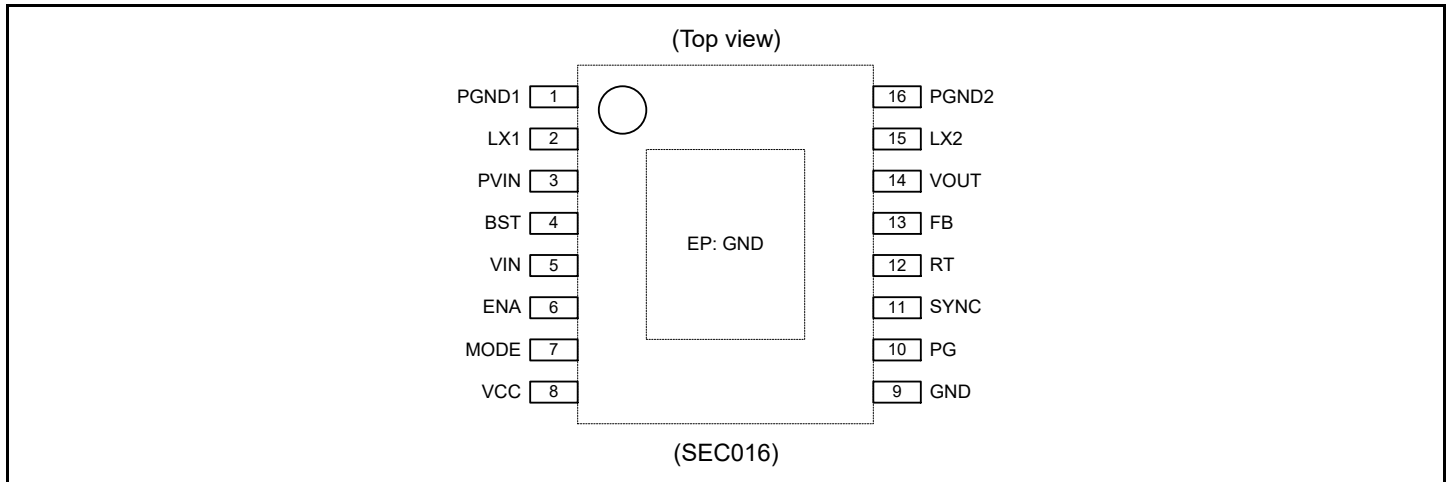 (Top view)
PGND1 1 16 PGND2
LX1 2 15 LX2
PVIN 3 14 VOUT
BST 4 13 FB
EP: GND
VIN 5 12 RT
ENA 6 11 SYNC
MODE 7 10 PG
VCC 8 9 GND
(SEC016)